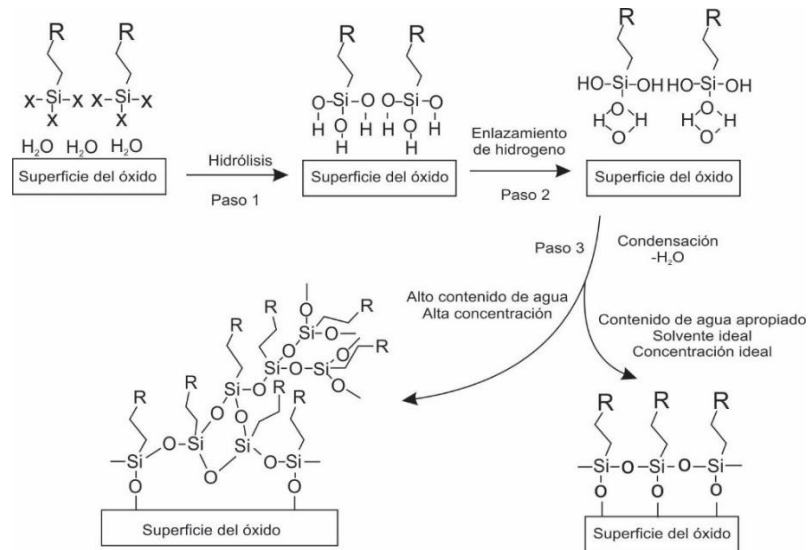 R R
X-Si-X X-Si-X
X X
H₂O H₂O H₂O
Superficie del óxido
Hidrólisis
Paso 1
R R
O-Si-O O-Si-O
H OH H H OH H
H H
Superficie del óxido
Enlazamiento
de hidrogeno
Paso 2
R R
HO-Si-OH HO-Si-OH
O O
H H H H
O O
Superficie del óxido
Paso 3
Condensación
-H₂O
Alto contenido de agua
Alta concentración
Contenido de agua apropiado
Solvente ideal
Concentración ideal
R R R R R R R
Si O Si O Si O Si O Si O Si O Si
O O
Superficie del óxido
R R R
Si-O-Si-O-Si
O O O
Superficie del óxido